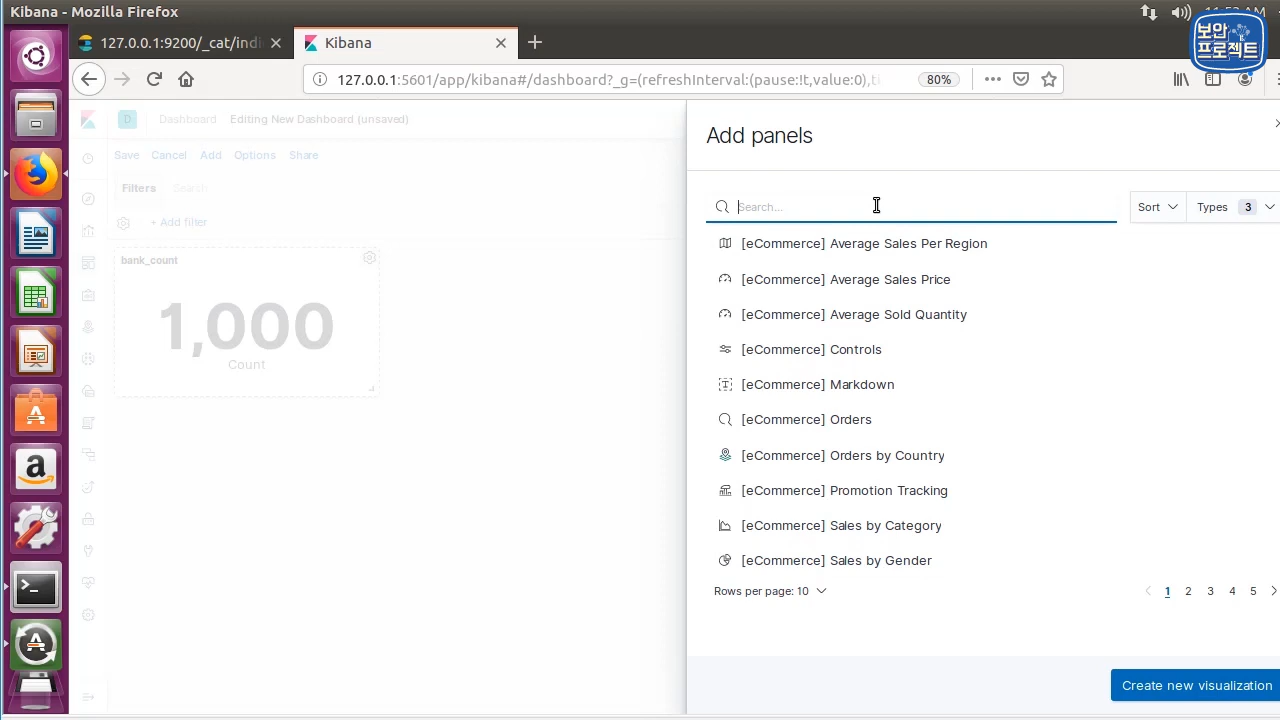 Kibana - Mozilla Firefox
보안
프로젝트
127.0.0.1:9200/_cat/indi
Kibana
127.0.0.1:5601/app/kibana#/dashboard?_g=(refreshInterval:(pause:!t,value:0),t
80%
D
Dashboard
Editing New Dashboard (unsaved)
Save Cancel Add Options Share
Filters Search
+ Add filter
bank_count
1,000
Count
Add panels
Search...
Sort
Types 3
[eCommerce] Average Sales Per Region
[eCommerce] Average Sales Price
[eCommerce] Average Sold Quantity
[eCommerce] Controls
[eCommerce] Markdown
[eCommerce] Orders
[eCommerce] Orders by Country
[eCommerce] Promotion Tracking
[eCommerce] Sales by Category
[eCommerce] Sales by Gender
Rows per page: 10
1 2 3 4 5
Create new visualization